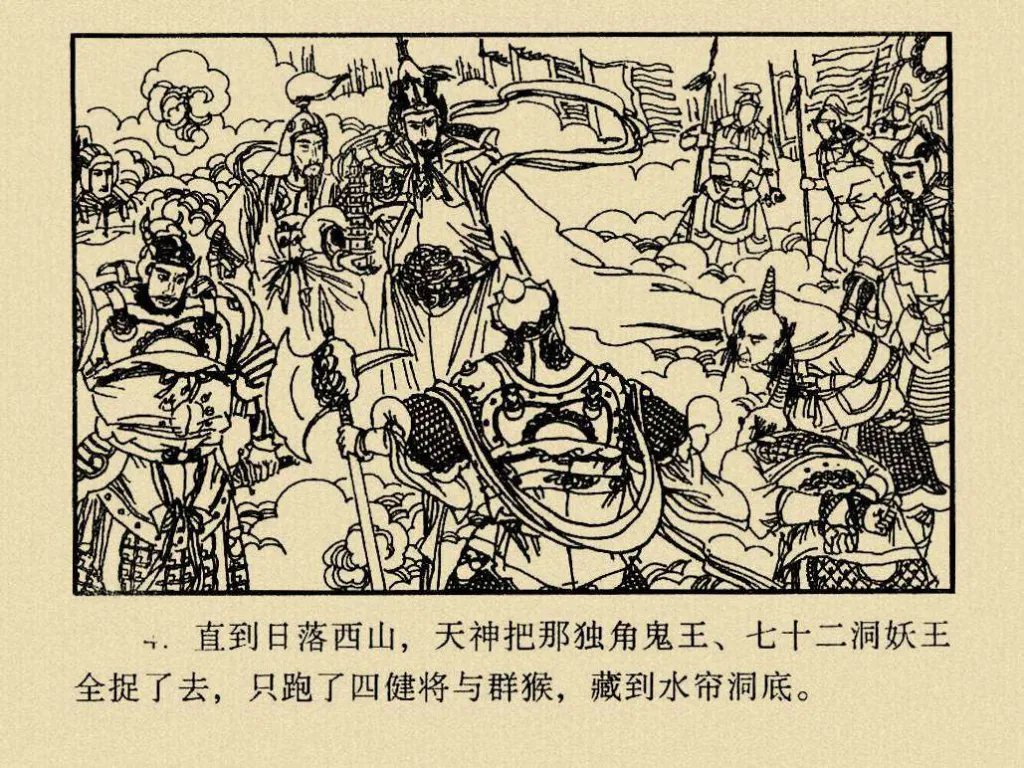 4. 直到日落西山，天神把那独角鬼王、七十二洞妖王
全捉了去，只跑了四健将与群猴，藏到水帘洞底。